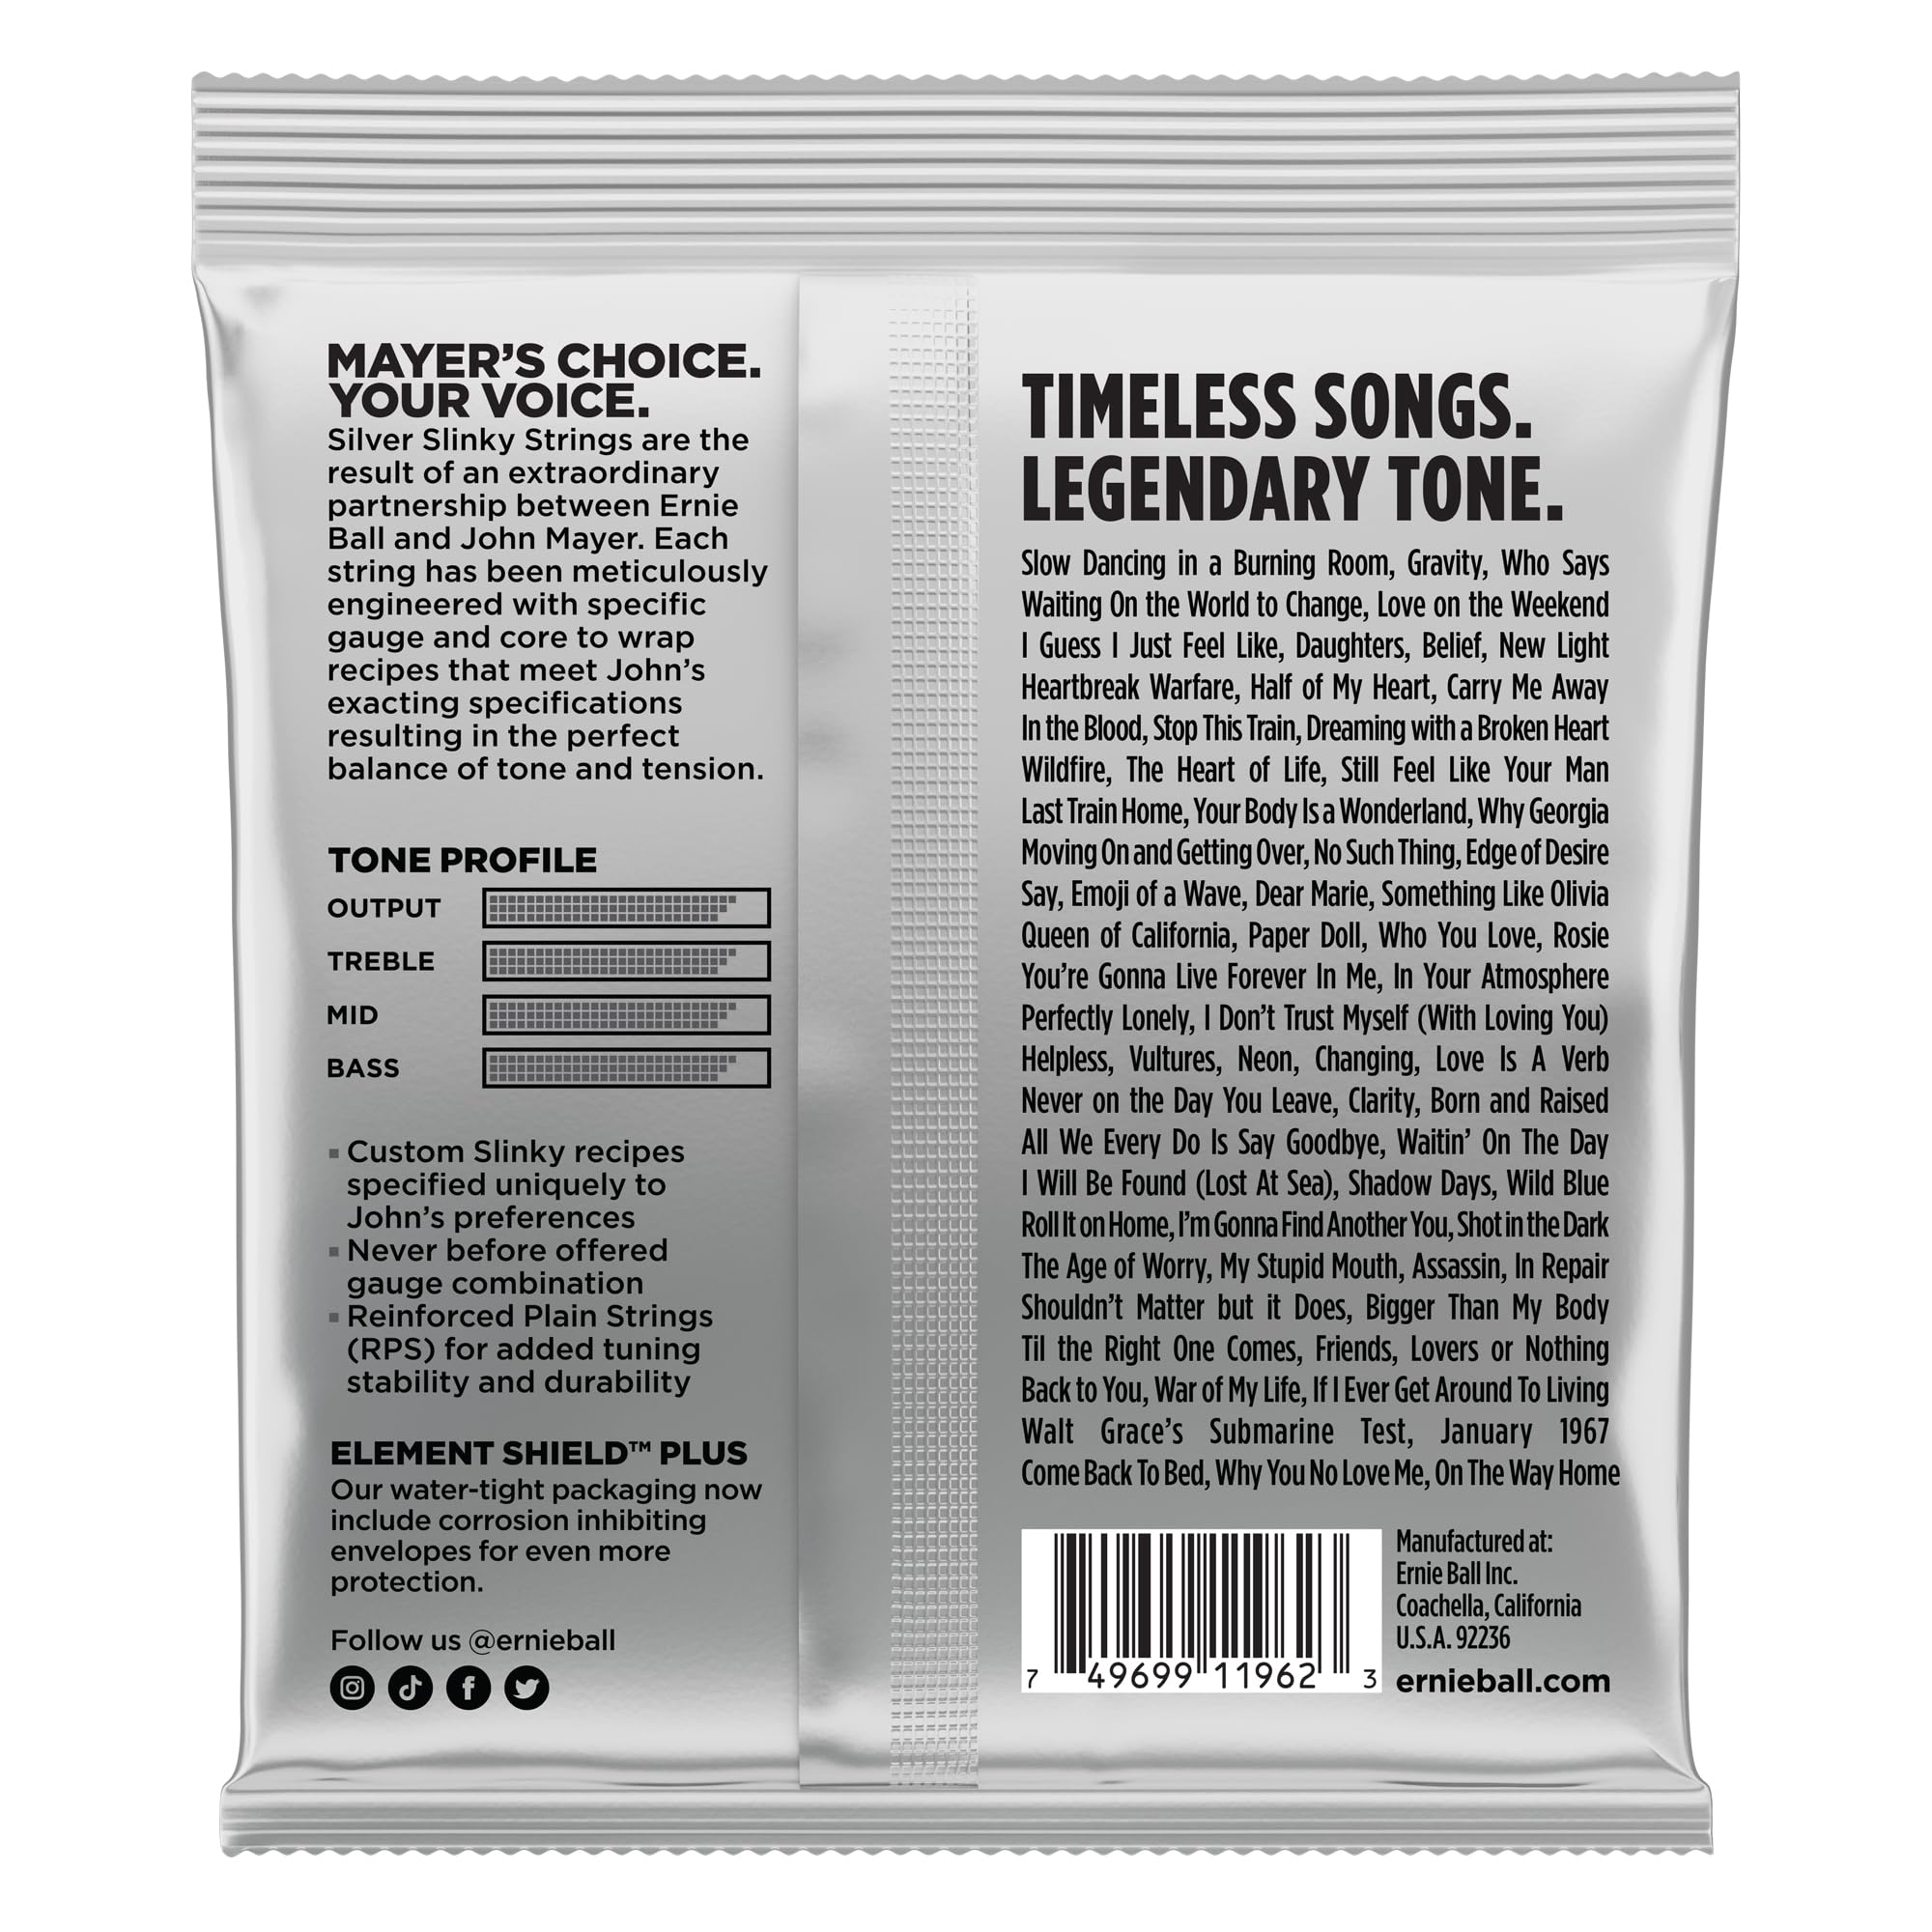 MAYER'S CHOICE.
YOUR VOICE.
Silver Slinky Strings are the
result of an extraordinary
partnership between Ernie
Ball and John Mayer. Each
string has been meticulously
engineered with specific
gauge and core to wrap
recipes that meet John's
exacting specifications
resulting in the perfect
balance of tone and tension.
TONE PROFILE
OUTPUT
TREBLE
MID
BASS
▪ Custom Slinky recipes
specified uniquely to
John's preferences
▪ Never before offered
gauge combination
▪ Reinforced Plain Strings
(RPS) for added tuning
stability and durability
ELEMENT SHIELD™ PLUS
Our water-tight packaging now
include corrosion inhibiting
envelopes for even more
protection.
Follow us @ernieball
TIMELESS SONGS.
LEGENDARY TONE.
Slow Dancing in a Burning Room, Gravity, Who Says
Waiting On the World to Change, Love on the Weekend
I Guess I Just Feel Like, Daughters, Belief, New Light
Heartbreak Warfare, Half of My Heart, Carry Me Away
In the Blood, Stop This Train, Dreaming with a Broken Heart
Wildfire, The Heart of Life, Still Feel Like Your Man
Last Train Home, Your Body Is a Wonderland, Why Georgia
Moving On and Getting Over, No Such Thing, Edge of Desire
Say, Emoji of a Wave, Dear Marie, Something Like Olivia
Queen of California, Paper Doll, Who You Love, Rosie
You're Gonna Live Forever In Me, In Your Atmosphere
Perfectly Lonely, I Don't Trust Myself (With Loving You)
Helpless, Vultures, Neon, Changing, Love Is A Verb
Never on the Day You Leave, Clarity, Born and Raised
All We Every Do Is Say Goodbye, Waitin' On The Day
I Will Be Found (Lost At Sea), Shadow Days, Wild Blue
Roll It on Home, I'm Gonna Find Another You, Shot in the Dark
The Age of Worry, My Stupid Mouth, Assassin, In Repair
Shouldn't Matter but it Does, Bigger Than My Body
Til the Right One Comes, Friends, Lovers or Nothing
Back to You, War of My Life, If I Ever Get Around To Living
Walt Grace's Submarine Test, January 1967
Come Back To Bed, Why You No Love Me, On The Way Home
7 49699 11962 3
Manufactured at:
Ernie Ball Inc.
Coachella, California
U.S.A. 92236
ernieball.com